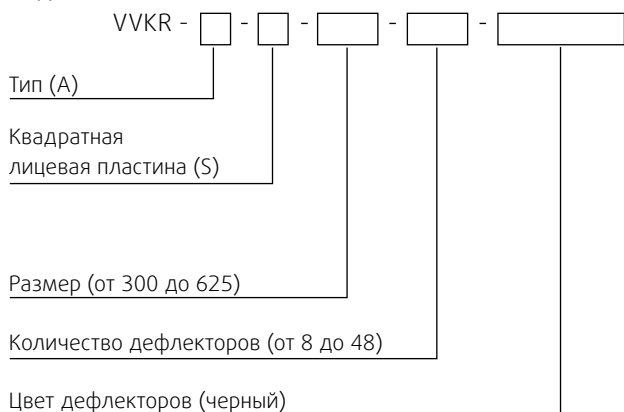 VVKR - - - - -
Тип (A)
Квадратная
лицевая пластина (S)
Размер (от 300 до 625)
Количество дефлекторов (от 8 до 48)
Цвет дефлекторов (черный)